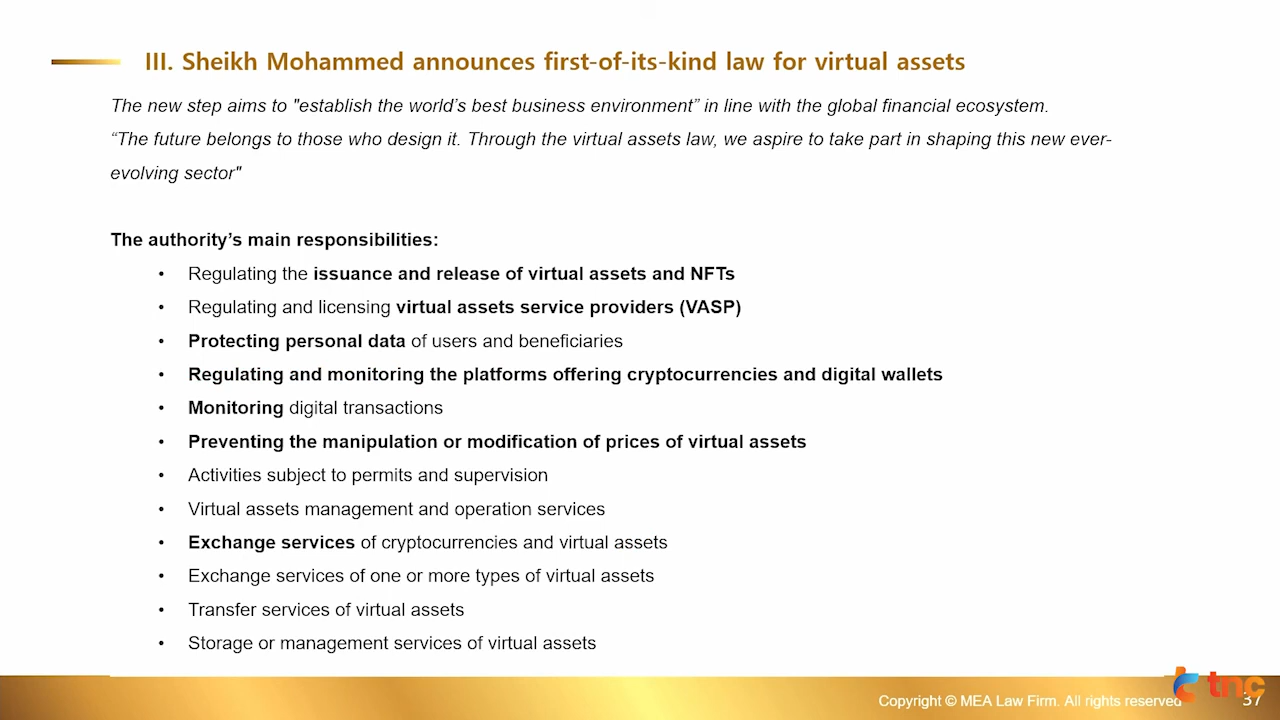 III. Sheikh Mohammed announces first-of-its-kind law for virtual assets
The new step aims to "establish the world’s best business environment” in line with the global financial ecosystem.
“The future belongs to those who design it. Through the virtual assets law, we aspire to take part in shaping this new ever-
evolving sector"
The authority’s main responsibilities:
• Regulating the issuance and release of virtual assets and NFTs
• Regulating and licensing virtual assets service providers (VASP)
• Protecting personal data of users and beneficiaries
• Regulating and monitoring the platforms offering cryptocurrencies and digital wallets
• Monitoring digital transactions
• Preventing the manipulation or modification of prices of virtual assets
• Activities subject to permits and supervision
• Virtual assets management and operation services
• Exchange services of cryptocurrencies and virtual assets
• Exchange services of one or more types of virtual assets
• Transfer services of virtual assets
• Storage or management services of virtual assets
Copyright © MEA Law Firm. All rights reserved
tnc
37